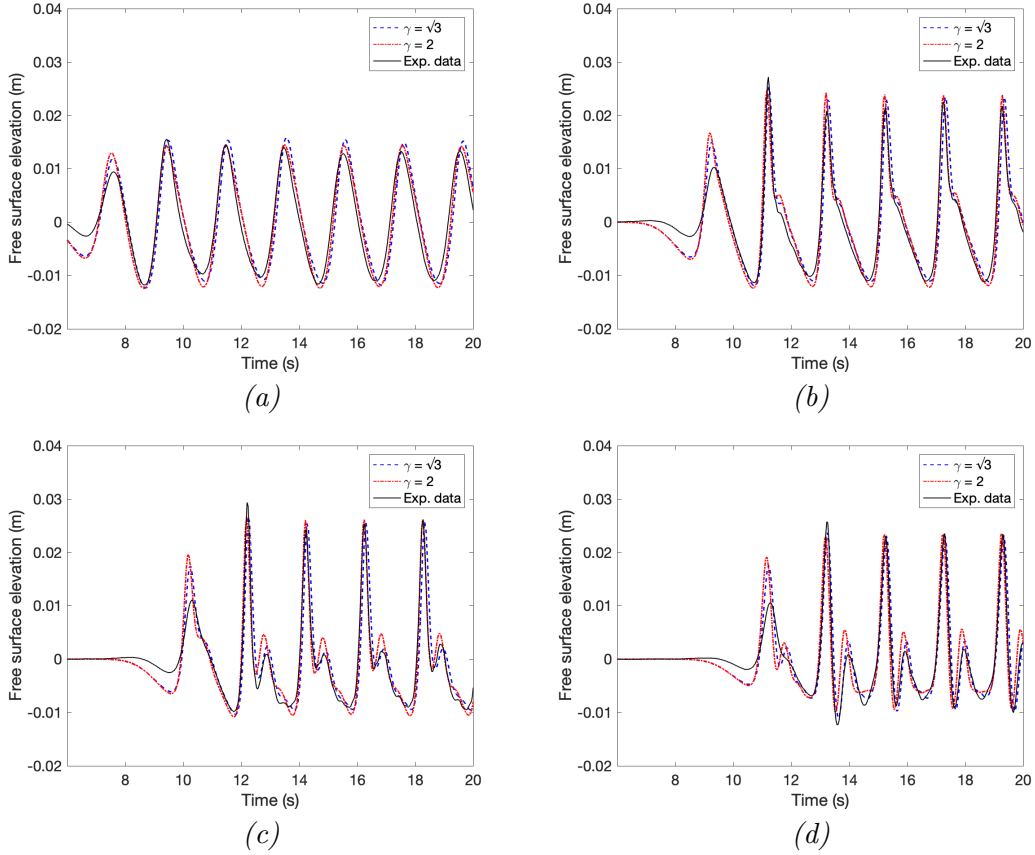 0.04
0.03
0.02
0.01
0
-0.01
-0.02
Free surface elevation (m)
γ = √3
γ = 2
Exp. data
8 10 12 14 16 18 20
Time (s)
(a)
0.04
0.03
0.02
0.01
0
-0.01
-0.02
Free surface elevation (m)
γ = √3
γ = 2
Exp. data
8 10 12 14 16 18 20
Time (s)
(b)
0.04
0.03
0.02
0.01
0
-0.01
-0.02
Free surface elevation (m)
γ = √3
γ = 2
Exp. data
8 10 12 14 16 18 20
Time (s)
(c)
0.04
0.03
0.02
0.01
0
-0.01
-0.02
Free surface elevation (m)
γ = √3
γ = 2
Exp. data
8 10 12 14 16 18 20
Time (s)
(d)